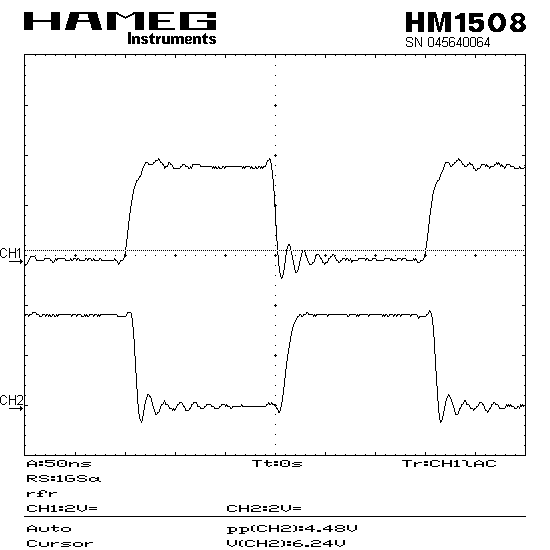 HAMEG
Instruments
HM1508
SN 045640064
CH1
CH2
A:50ns Tt:0s Tr:CH1\AC
RS:1GSa
rfr
CH1:2V= CH2:2V=
Auto pp(CH2):4.48V
Cursor V(CH2):6.24V